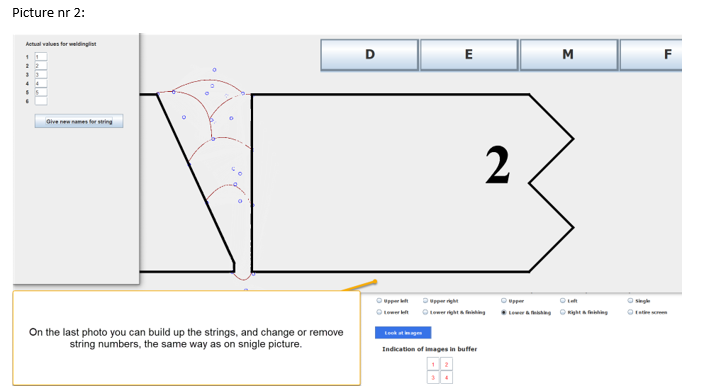 Picture nr 2:
Actual values for weldinglist
D E M F
1 1
2 2
3 3
4 4
5 5
6
Give new names for string
2
Upper left Upper right Upper Left Single
Lower left Lower right & finishing Lower & finishing Right & finishing Entire screen
On the last photo you can build up the strings, and change or remove
string numbers, the same way as on snigle picture.
Look at images
Indication of images in buffer
1 2
3 4